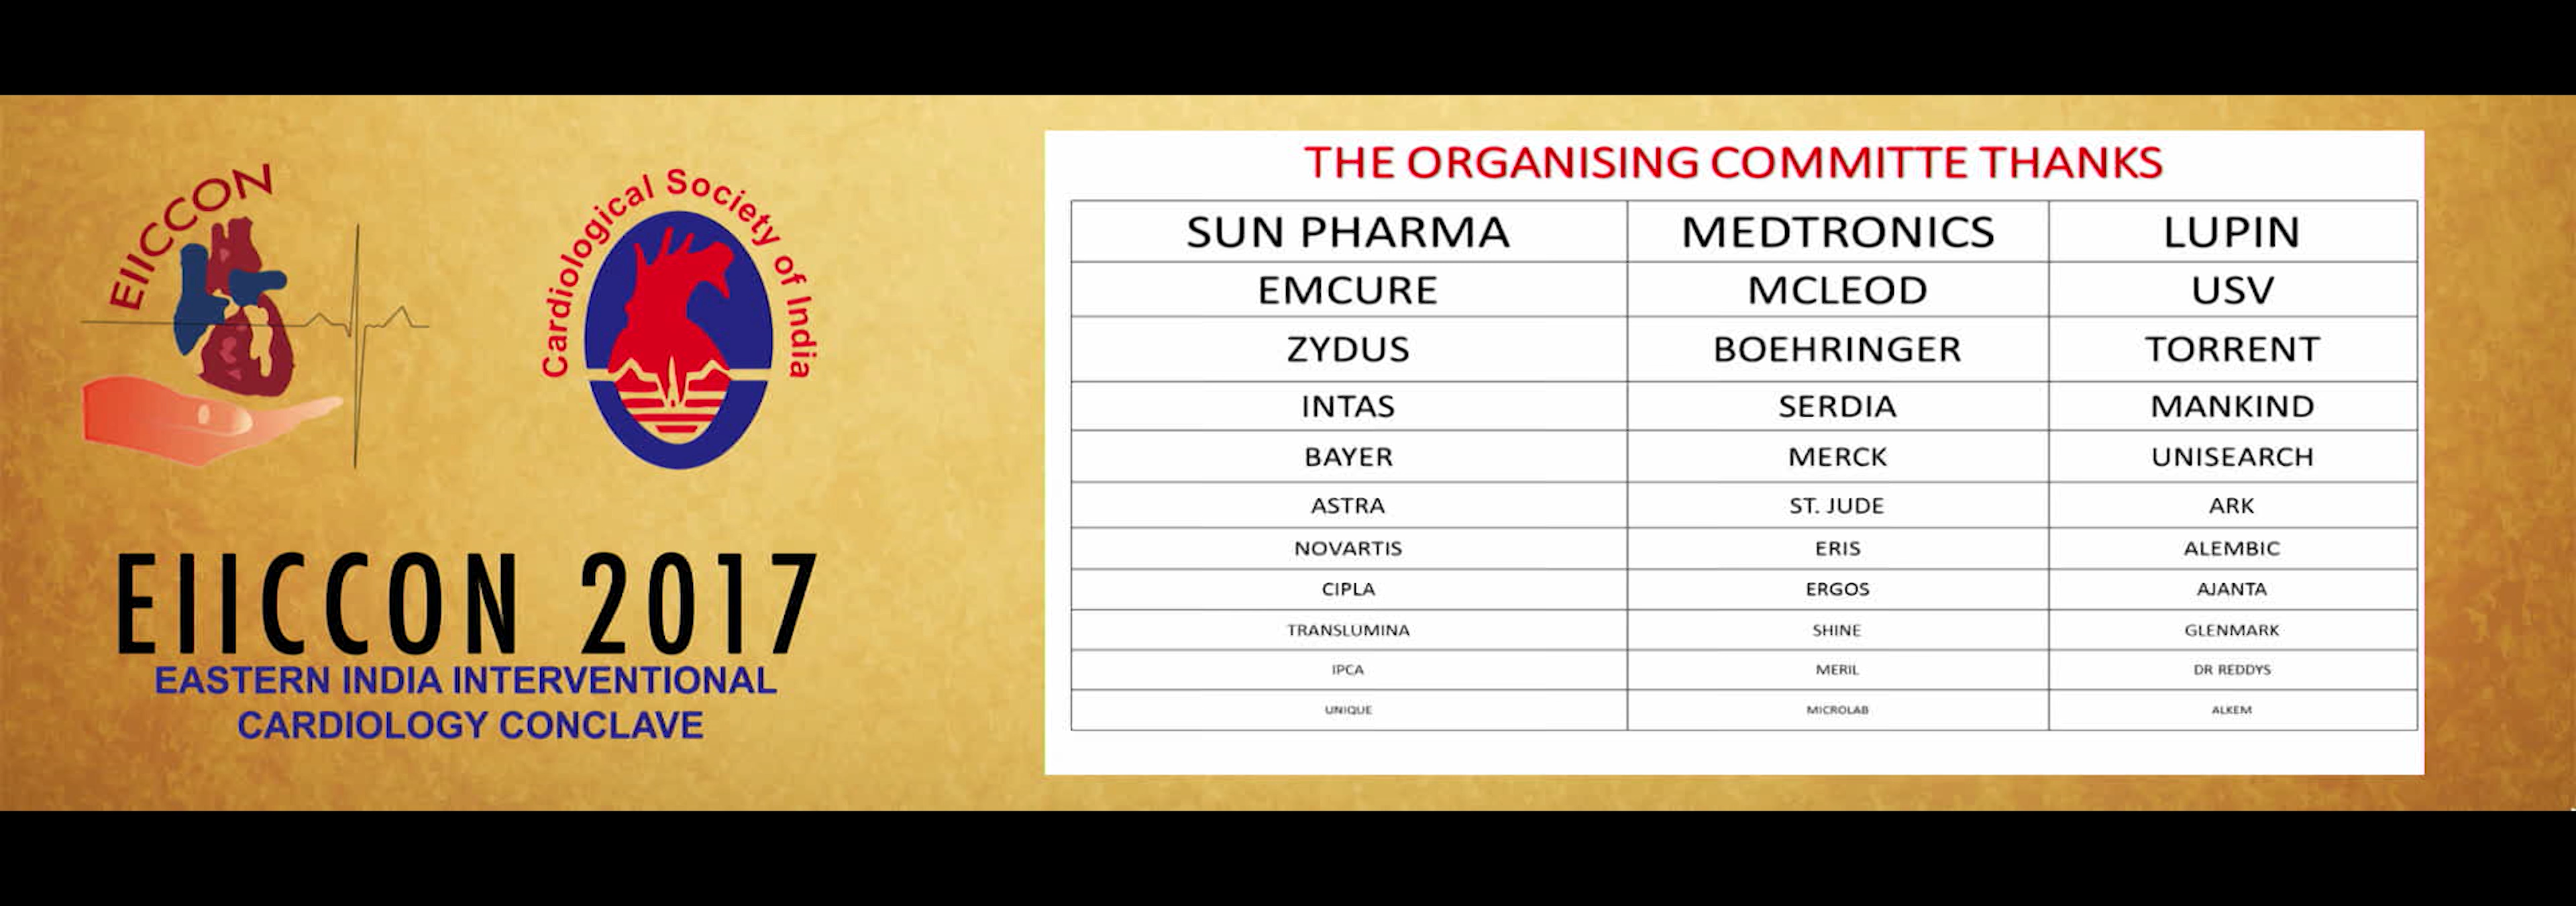 EIICCON
Cardiological Society of India
EIICCON 2017
EASTERN INDIA INTERVENTIONAL
CARDIOLOGY CONCLAVE
THE ORGANISING COMMITTE THANKS
SUN PHARMA MEDTRONICS LUPIN
EMCURE MCLEOD USV
ZYDUS BOEHRINGER TORRENT
INTAS SERDIA MANKIND
BAYER MERCK UNISEARCH
ASTRA ST. JUDE ARK
NOVARTIS ERIS ALEMBIC
CIPLA ERGOS AJANTA
TRANSLUMINA SHINE GLENMARK
IPCA MERIL DR REDDYS
UNIQUE MICROLAB ALKEM